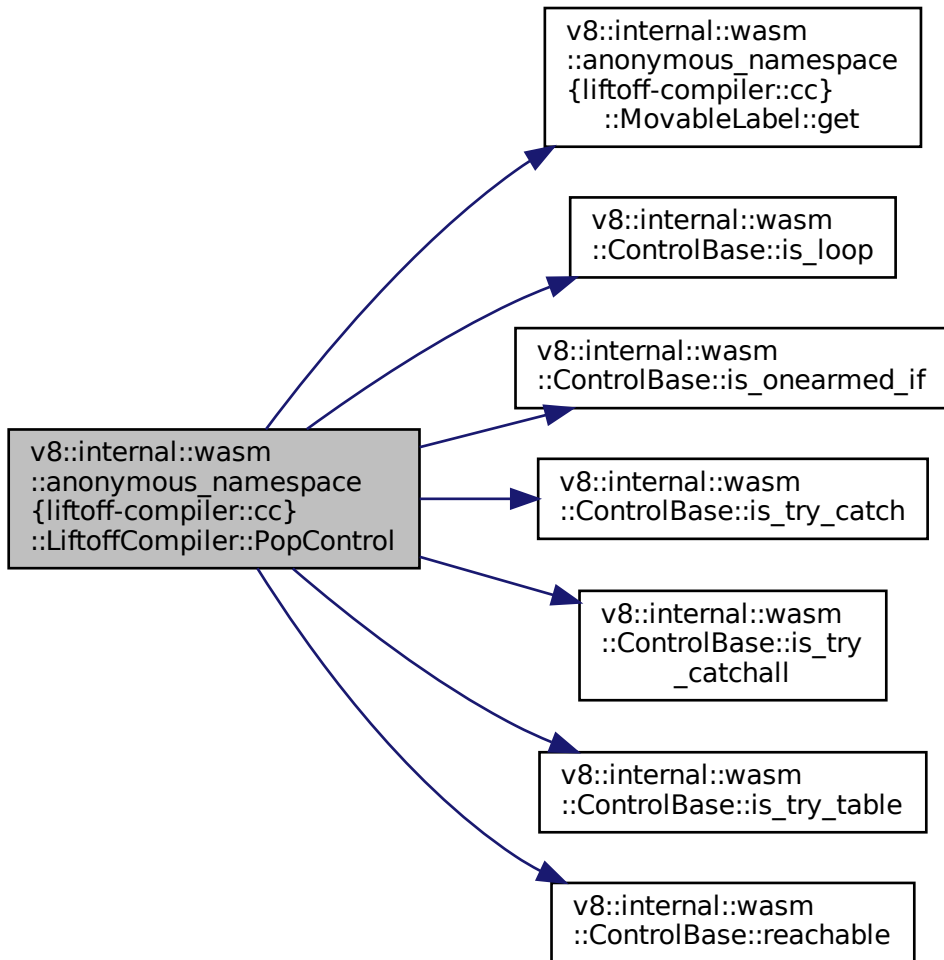 v8::internal::wasm
::anonymous_namespace
{liftoff-compiler::cc}
::MovableLabel::get
v8::internal::wasm
::ControlBase::is_loop
v8::internal::wasm
::ControlBase::is_onearmed_if
v8::internal::wasm
::anonymous_namespace
{liftoff-compiler::cc}
::LiftoffCompiler::PopControl
v8::internal::wasm
::ControlBase::is_try_catch
v8::internal::wasm
::ControlBase::is_try
_catchall
v8::internal::wasm
::ControlBase::is_try_table
v8::internal::wasm
::ControlBase::reachable